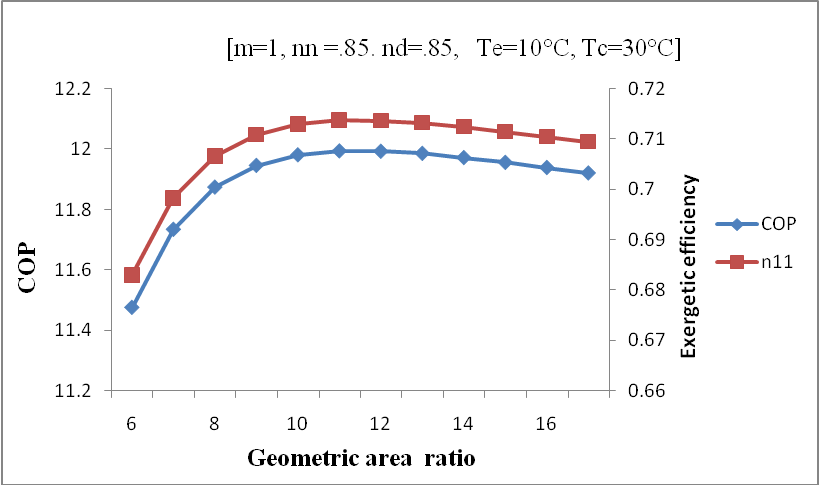 [m=1, nn =.85. nd=.85, Te=10°C, Tc=30°C]
12.2
12
11.8
11.6
11.4
11.2
COP
0.72
0.71
0.7
0.69
0.68
0.67
0.66
Exergetic efficiency
COP
n11
6 8 10 12 14 16
Geometric area ratio